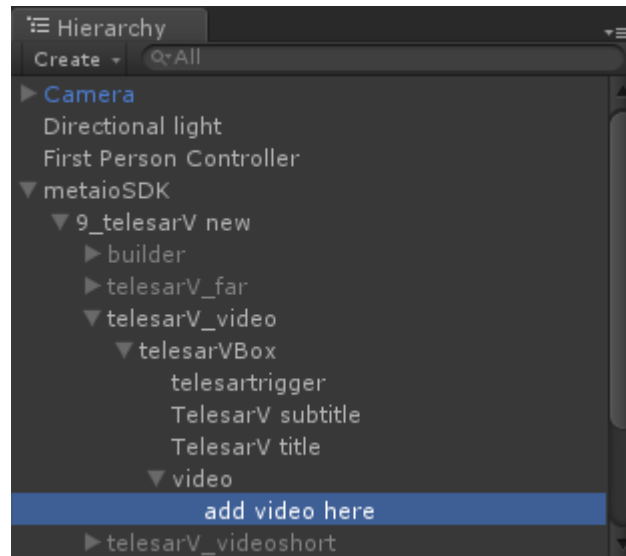 Hierarchy
Create All
Camera
Directional light
First Person Controller
metaioSDK
9_telesarV new
builder
telesarV_far
telesarV_video
telesarVBox
telesartrigger
TelesarV subtitle
TelesarV title
video
add video here
telesarV_videoshort